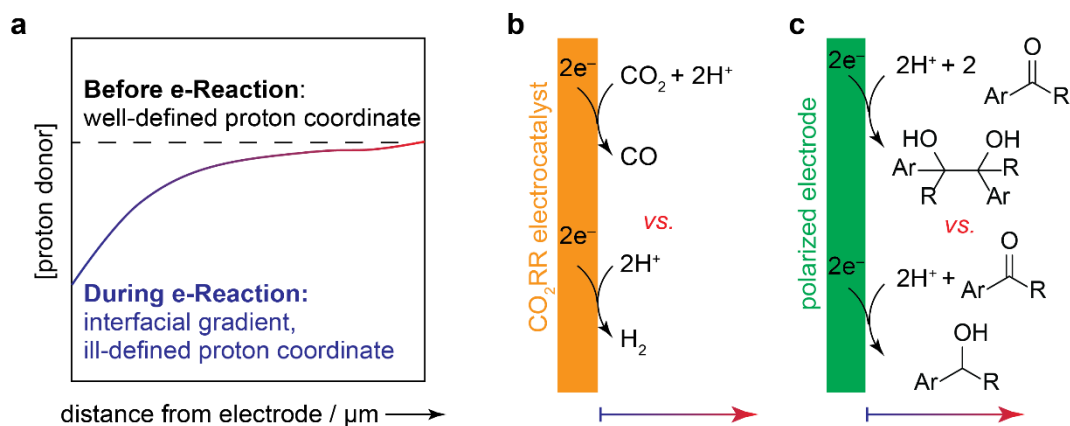 a
Before e-Reaction:
well-defined proton coordinate
[proton donor]
During e-Reaction:
interfacial gradient,
ill-defined proton coordinate
distance from electrode / μm
b
CO₂RR electrocatalyst
2e⁻
CO₂ + 2H⁺
CO
vs.
2e⁻
2H⁺
H₂
c
polarized electrode
2e⁻
2H⁺ + 2
O
Ar
R
HO
OH
Ar
R
R
Ar
vs.
2e⁻
2H⁺ +
O
Ar
R
OH
Ar
R